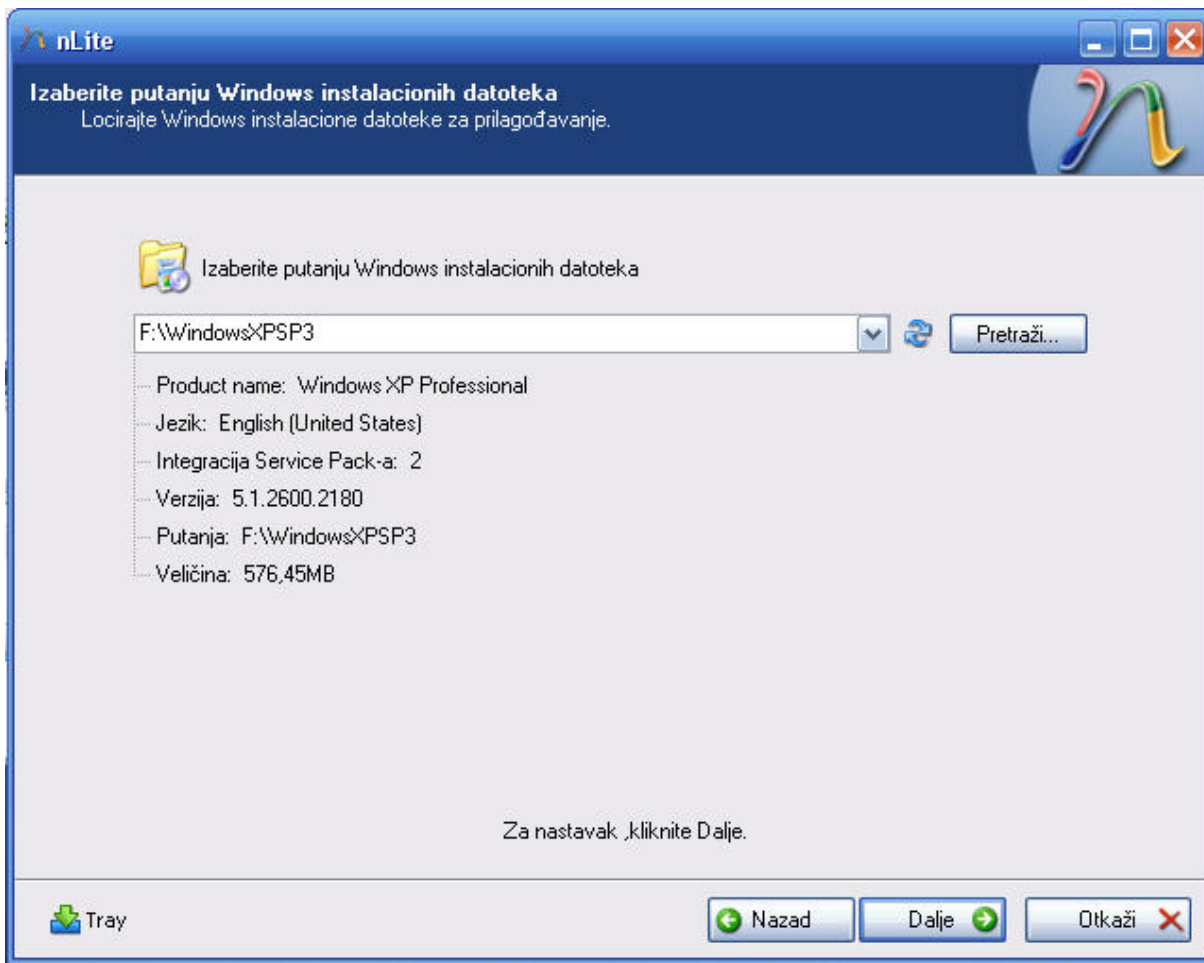 nLite
Izaberite putanju Windows instalacionih datoteka
Locirajte Windows instalacione datoteke za prilagođavanje.
Izaberite putanju Windows instalacionih datoteka
F:\WindowsXPSP3
Pretraži...
Product name: Windows XP Professional
Jezik: English (United States)
Integracija Service Pack-a: 2
Verzija: 5.1.2600.2180
Putanja: F:\WindowsXPSP3
Veličina: 576,45MB
Za nastavak ,kliknite Dalje.
Tray Nazad Dalje Otkaži